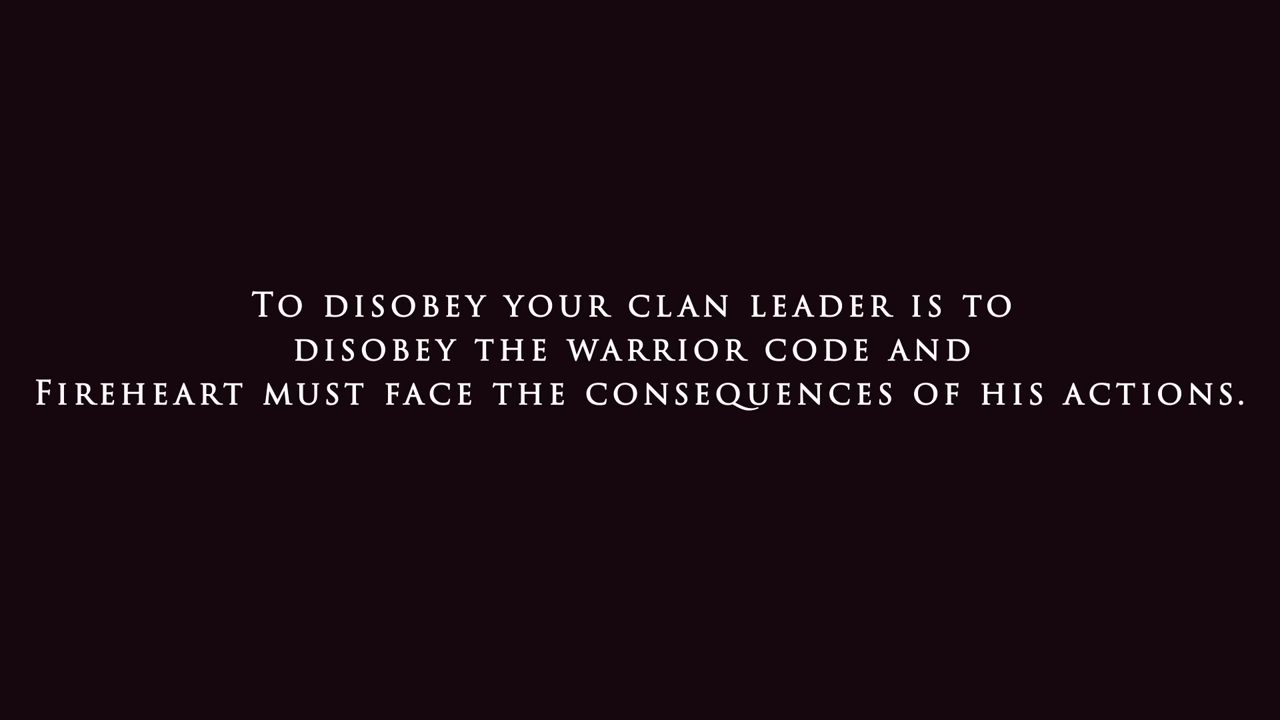 To disobey your clan leader is to
disobey the warrior code and
Fireheart must face the consequences of his actions.